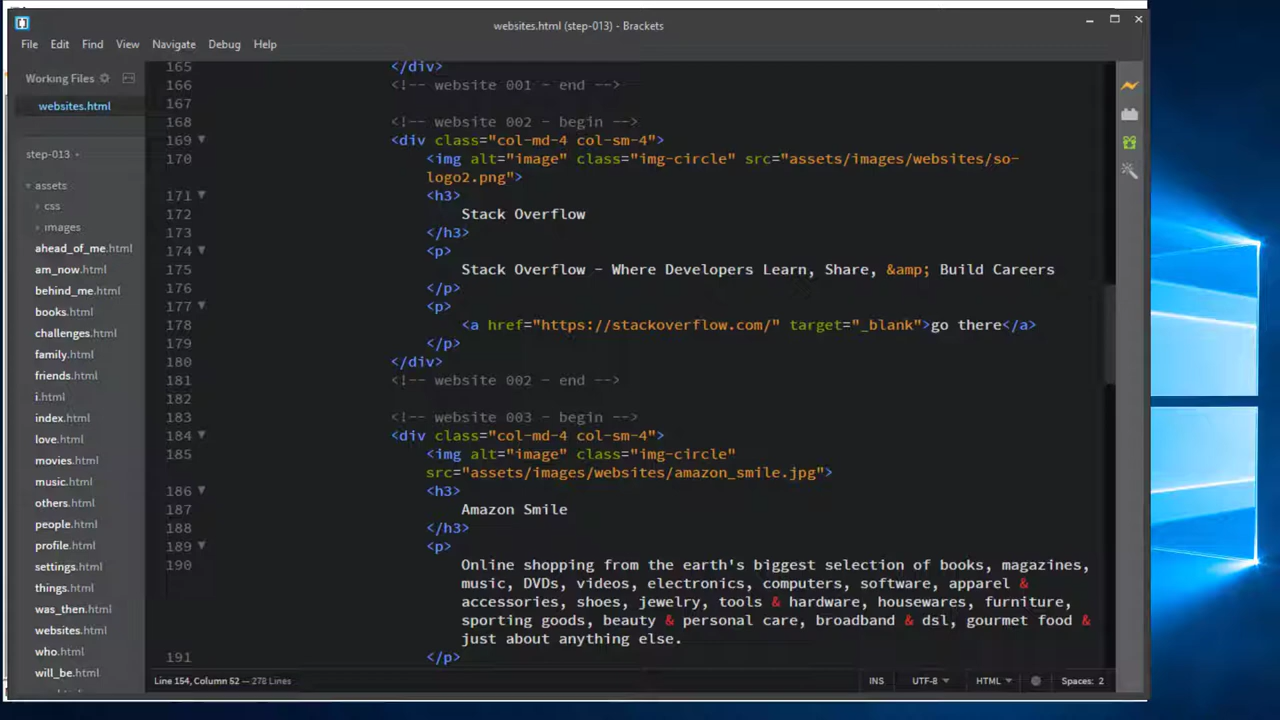 websites.html (step-013) - Brackets
File Edit Find View Navigate Debug Help
Working Files
websites.html
step-013
assets
css
images
ahead_of_me.html
am_now.html
behind_me.html
books.html
challenges.html
family.html
friends.html
i.html
index.html
love.html
movies.html
music.html
others.html
people.html
profile.html
settings.html
things.html
was_then.html
websites.html
who.html
will_be.html
165 </div>
166 <!-- website 001 - end -->
167
168 <!-- website 002 - begin -->
169 <div class="col-md-4 col-sm-4">
170 <img alt="image" class="img-circle" src="assets/images/websites/so-
logo2.png">
171 <h3>
172 Stack Overflow
173 </h3>
174 <p>
175 Stack Overflow - Where Developers Learn, Share, &amp; Build Careers
176 </p>
177 <p>
178 <a href="https://stackoverflow.com/" target="_blank">go there</a>
179 </p>
180 </div>
181 <!-- website 002 - end -->
182
183 <!-- website 003 - begin -->
184 <div class="col-md-4 col-sm-4">
185 <img alt="image" class="img-circle"
src="assets/images/websites/amazon_smile.jpg">
186 <h3>
187 Amazon Smile
188 </h3>
189 <p>
190 Online shopping from the earth's biggest selection of books, magazines,
music, DVDs, videos, electronics, computers, software, apparel &
accessories, shoes, jewelry, tools & hardware, housewares, furniture,
sporting goods, beauty & personal care, broadband & dsl, gourmet food &
just about anything else.
191 </p>
Line 154, Column 52 — 278 Lines
INS UTF-8 HTML Spaces: 2